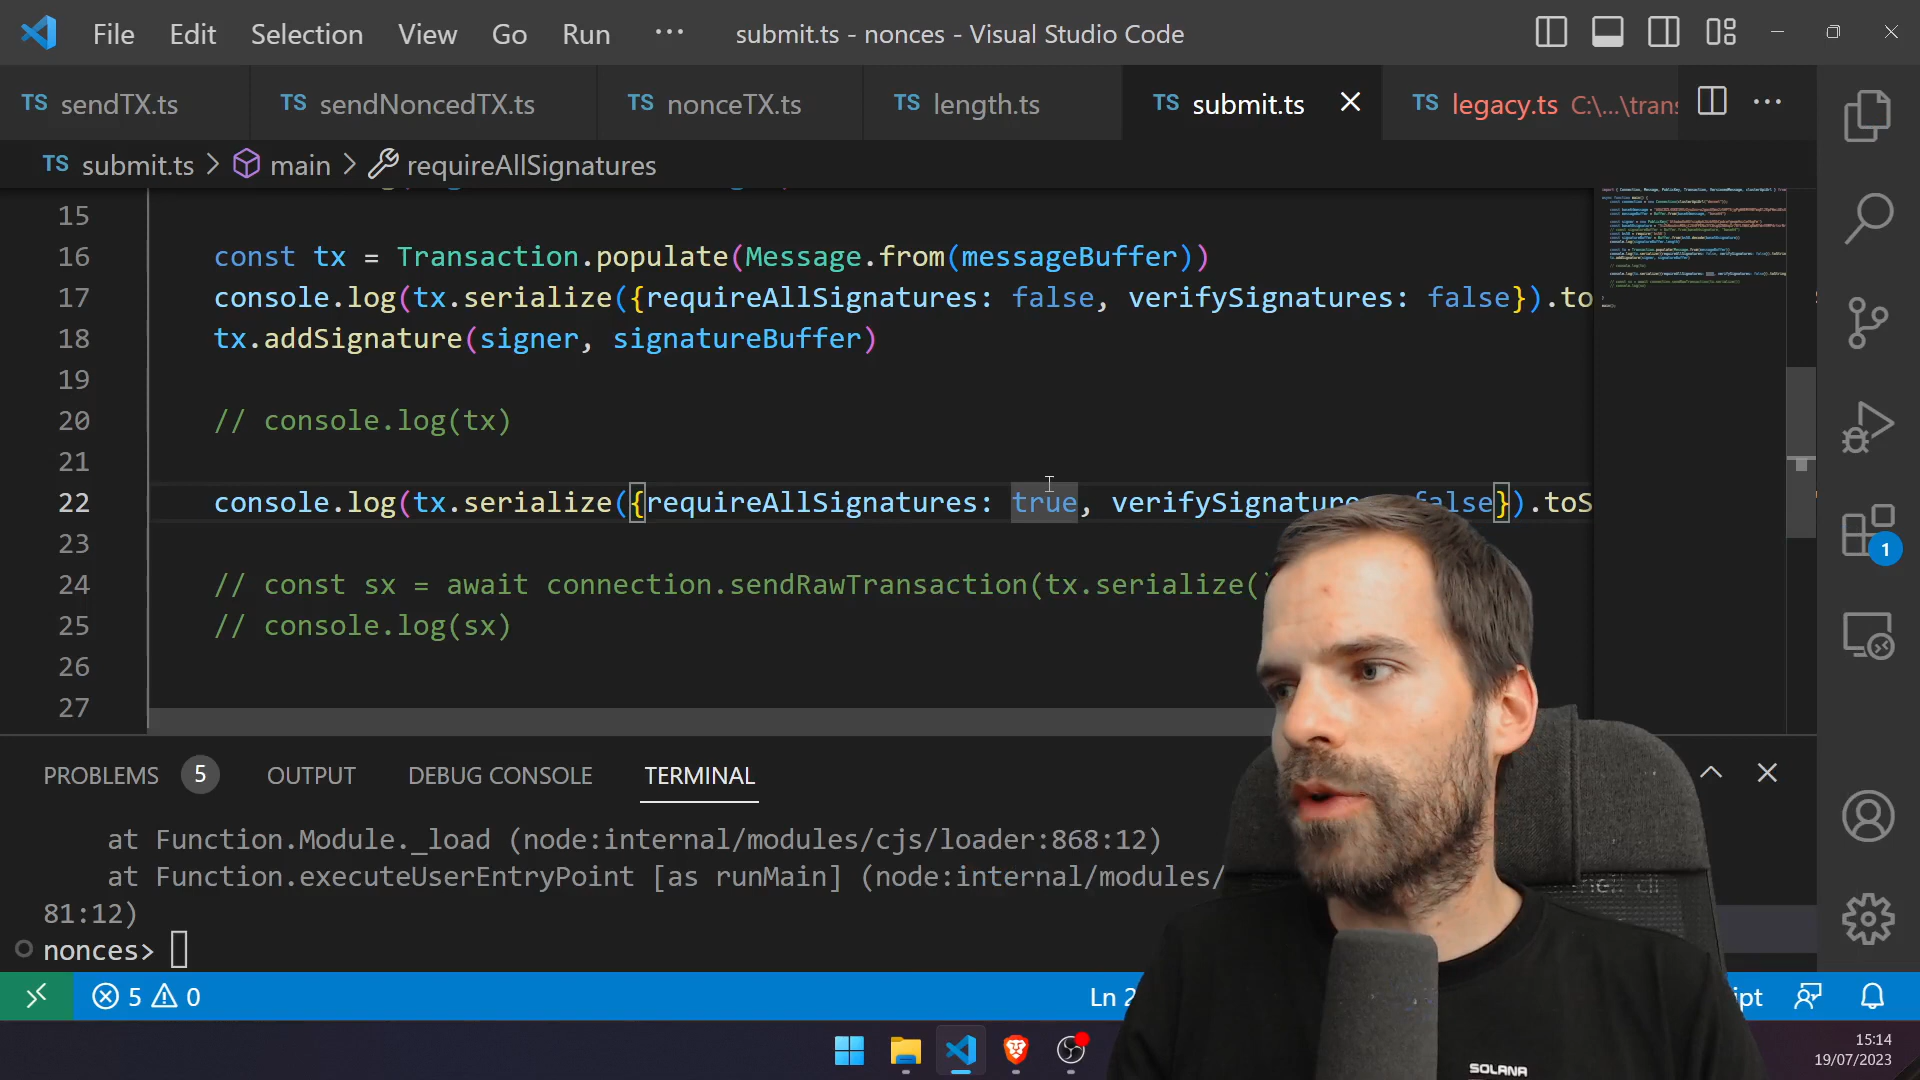 File Edit Selection View Go Run ··· submit.ts - nonces - Visual Studio Code
TS sendTX.ts TS sendNoncedTX.ts TS nonceTX.ts TS length.ts TS submit.ts TS legacy.ts C:\...\trans
TS submit.ts > main > requireAllSignatures
15
16 const tx = Transaction.populate(Message.from(messageBuffer))
17 console.log(tx.serialize({requireAllSignatures: false, verifySignatures: false}).to
18 tx.addSignature(signer, signatureBuffer)
19
20 // console.log(tx)
21
22 console.log(tx.serialize({requireAllSignatures: true, verifySignature false}).toS
23
24 // const sx = await connection.sendRawTransaction(tx.serialize(
25 // console.log(sx)
26
27
PROBLEMS 5 OUTPUT DEBUG CONSOLE TERMINAL
at Function.Module._load (node:internal/modules/cjs/loader:868:12)
at Function.executeUserEntryPoint [as runMain] (node:internal/modules/
81:12)
nonces>
5 0 Ln 2 ipt
1
15:14
19/07/2023
SOLANA